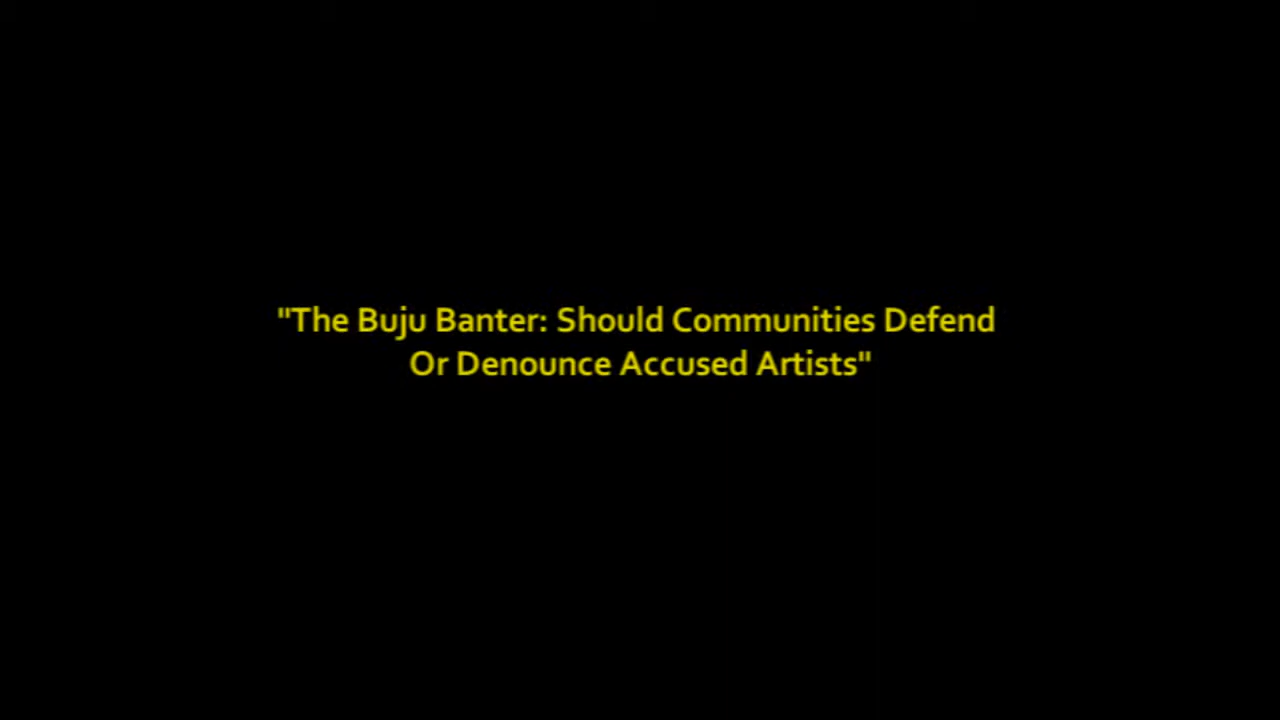 "The Buju Banter: Should Communities Defend
Or Denounce Accused Artists"